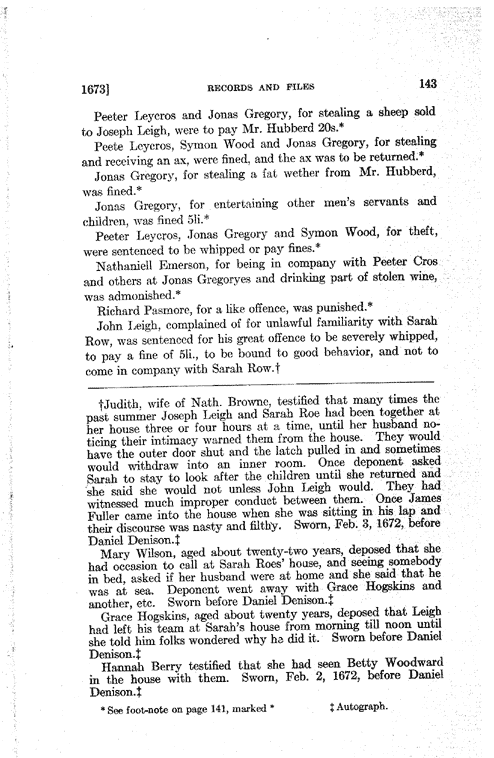 1673] RECORDS AND FILES 143
Peeter Leycros and Jonas Gregory, for stealing a sheep sold
to Joseph Leigh, were to pay Mr. Hubberd 20s.*
Peete Leycros, Symon Wood and Jonas Gregory, for stealing
and receiving an ax, were fined, and the ax was to be returned.*
Jonas Gregory, for stealing a fat wether from Mr. Hubberd,
was fined.*
Jonas Gregory, for entertaining other men's servants and
children, was fined 5li.*
Peeter Leycros, Jonas Gregory and Symon Wood, for theft,
were sentenced to be whipped or pay fines.*
Nathaniell Emerson, for being in company with Peeter Cros
and others at Jonas Gregoryes and drinking part of stolen wine,
was admonished.*
Richard Pasmore, for a like offence, was punished.*
John Leigh, complained of for unlawful familiarity with Sarah
Row, was sentenced for his great offence to be severely whipped,
to pay a fine of 5li., to be bound to good behavior, and not to
come in company with Sarah Row.†
†Judith, wife of Nath. Browne, testified that many times the
past summer Joseph Leigh and Sarah Roe had been together at
her house three or four hours at a time, until her husband no-
ticing their intimacy warned them from the house. They would
have the outer door shut and the latch pulled in and sometimes
would withdraw into an inner room. Once deponent asked
Sarah to stay to look after the children until she returned and
she said she would not unless John Leigh would. They had
witnessed much improper conduct between them. Once James
Fuller came into the house when she was sitting in his lap and
their discourse was nasty and filthy. Sworn, Feb. 3, 1672, before
Daniel Denison.‡
Mary Wilson, aged about twenty-two years, deposed that she
had occasion to call at Sarah Roes' house, and seeing somebody
in bed, asked if her husband were at home and she said that he
was at sea. Deponent went away with Grace Hogskins and
another, etc. Sworn before Daniel Denison.‡
Grace Hogskins, aged about twenty years, deposed that Leigh
had left his team at Sarah's house from morning till noon until
she told him folks wondered why he did it. Sworn before Daniel
Denison.‡
Hannah Berry testified that she had seen Betty Woodward
in the house with them. Sworn, Feb. 2, 1672, before Daniel
Denison.‡
* See foot-note on page 141, marked * ‡ Autograph.